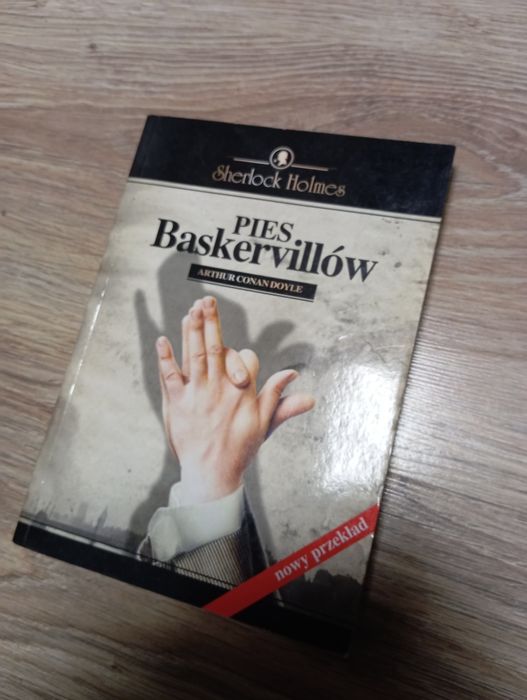 Sherlock Holmes
PIES
Baskervillów
ARTHUR CONAN DOYLE
nowy przekład